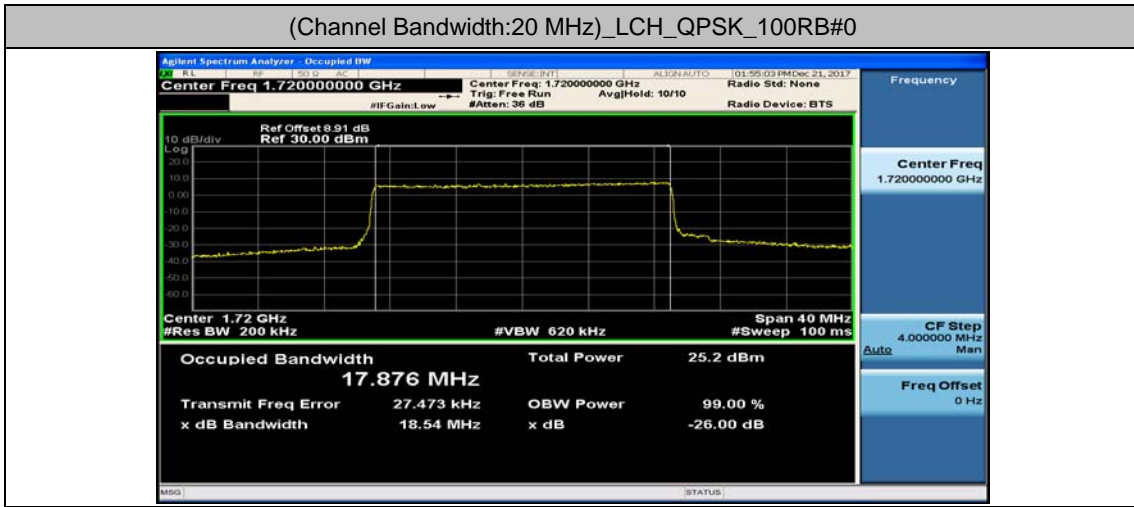 (Channel Bandwidth:20 MHz)_LCH_QPSK_100RB#0
Agilent Spectrum Analyzer - Occupied BW
LXI RL RF 50 Ω AC SENSE:INT ALIGN AUTO 01:55:03 PM Dec 21, 2017
Center Freq 1.720000000 GHz
Center Freq: 1.720000000 GHz
Radio Std: None
Trig: Free Run Avg|Hold: 10/10
#IFGain:Low #Atten: 36 dB Radio Device: BTS
Ref Offset 8.91 dB
10 dB/div Ref 30.00 dBm
Log
20.0
10.0
0.00
-10.0
-20.0
-30.0
-40.0
-50.0
-60.0
Center 1.72 GHz Span 40 MHz
#Res BW 200 kHz #VBW 620 kHz #Sweep 100 ms
Occupied Bandwidth Total Power 25.2 dBm
17.876 MHz
Transmit Freq Error 27.473 kHz OBW Power 99.00 %
x dB Bandwidth 18.54 MHz x dB -26.00 dB
MSG STATUS
Frequency
Center Freq
1.720000000 GHz
CF Step
4.000000 MHz
Auto Man
Freq Offset
0 Hz